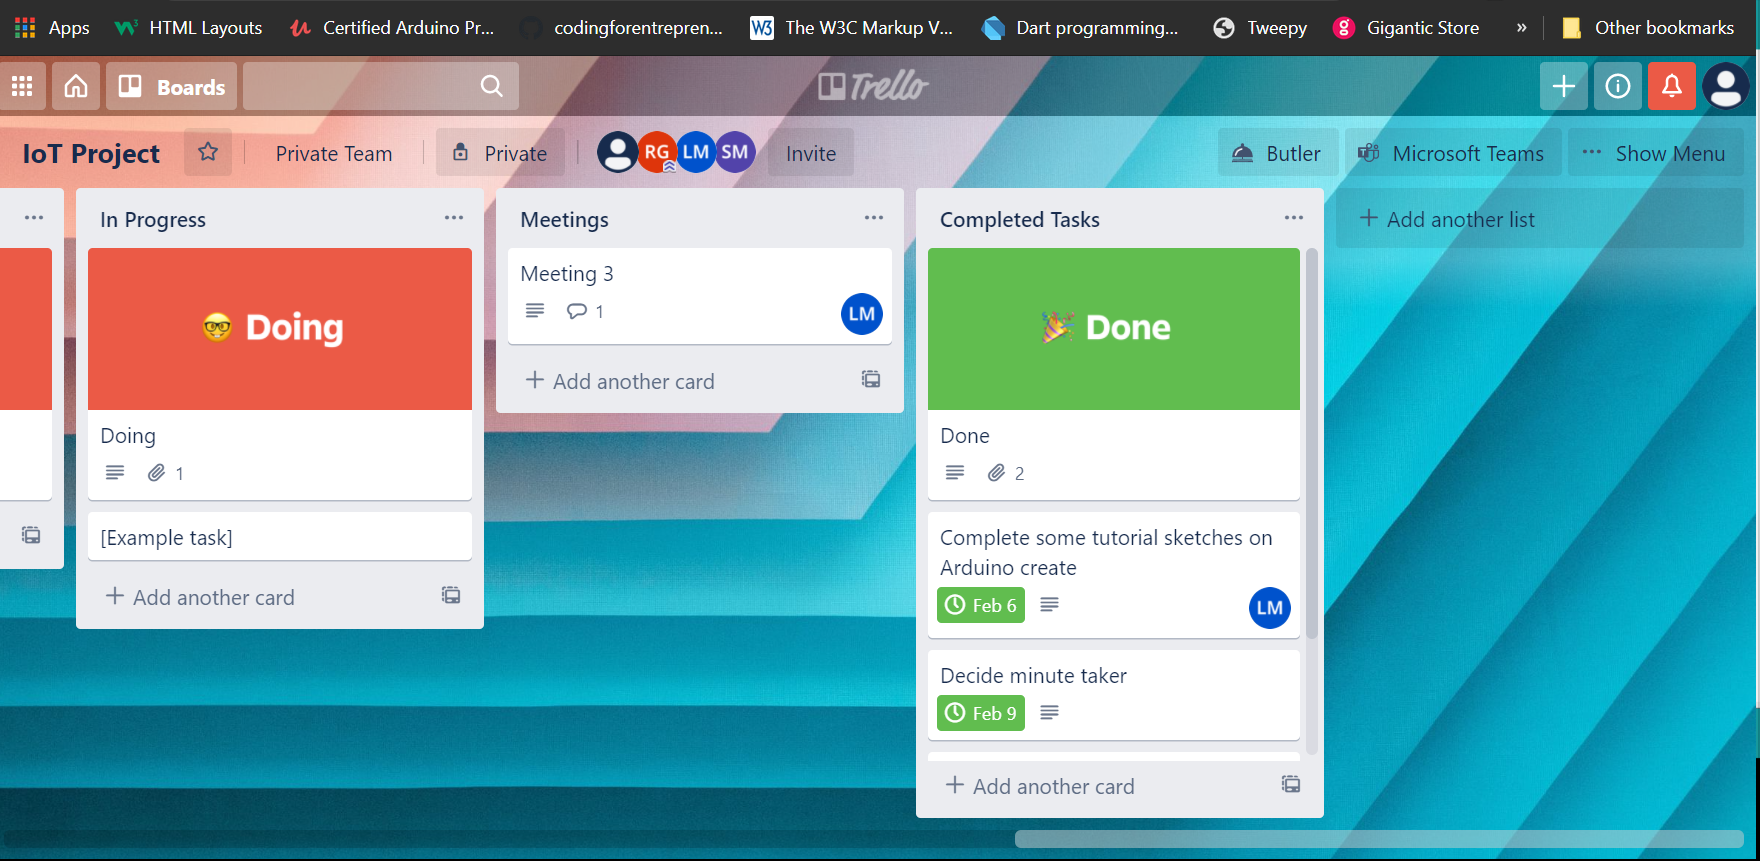 Apps
HTML Layouts
Certified Arduino Pr...
codingforentrepren...
W3
The W3C Markup V...
Dart programming...
Tweepy
g
Gigantic Store
»
Other bookmarks
Boards
Trello
IoT Project
Private Team
Private
RG
LM
SM
Invite
Butler
Microsoft Teams
... Show Menu
In Progress
Doing
Doing
1
[Example task]
+ Add another card
Meetings
Meeting 3
1
LM
+ Add another card
Completed Tasks
Done
Done
2
Complete some tutorial sketches on
Arduino create
Feb 6
LM
Decide minute taker
Feb 9
+ Add another card
+ Add another list